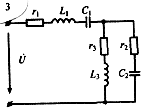 3
r₁ L₁ C₁
U̇
r₃ r₂
L₃ C₂